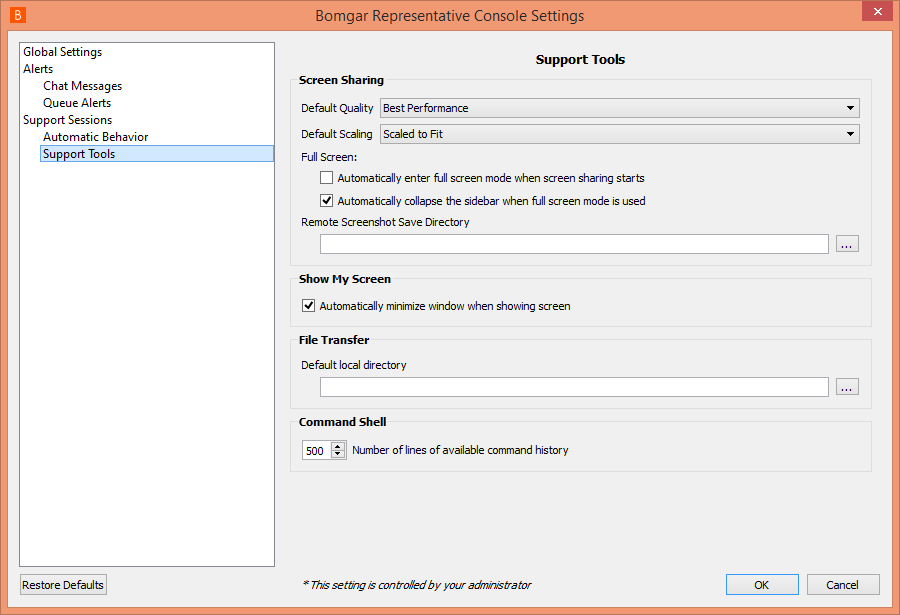 B
Bomgar Representative Console Settings
Global Settings
Alerts
Chat Messages
Queue Alerts
Support Sessions
Automatic Behavior
Support Tools
Support Tools
Screen Sharing
Default Quality Best Performance
Default Scaling Scaled to Fit
Full Screen:
Automatically enter full screen mode when screen sharing starts
Automatically collapse the sidebar when full screen mode is used
Remote Screenshot Save Directory
...
Show My Screen
Automatically minimize window when showing screen
File Transfer
Default local directory
...
Command Shell
500 Number of lines of available command history
Restore Defaults
* This setting is controlled by your administrator
OK
Cancel